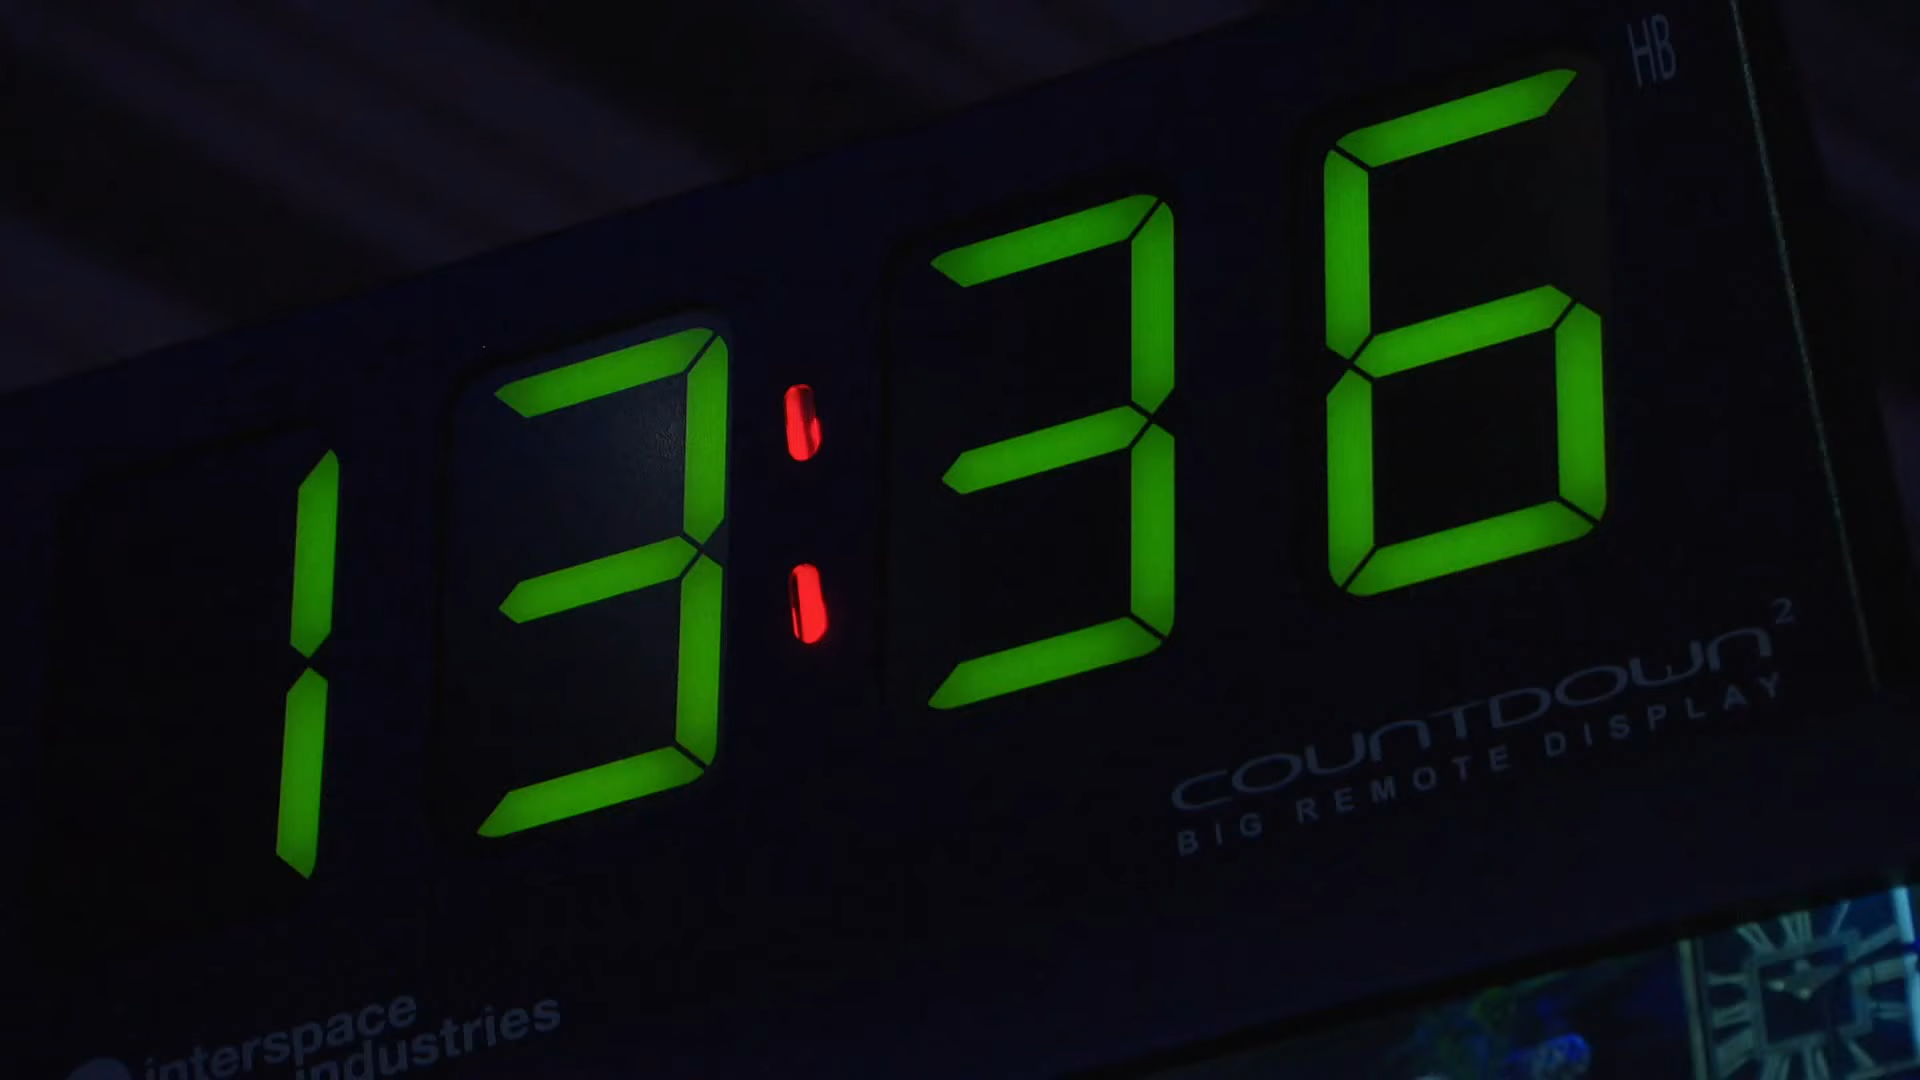 HB
13:36
COUNTDOWN²
BIG REMOTE DISPLAY
interspace
industries